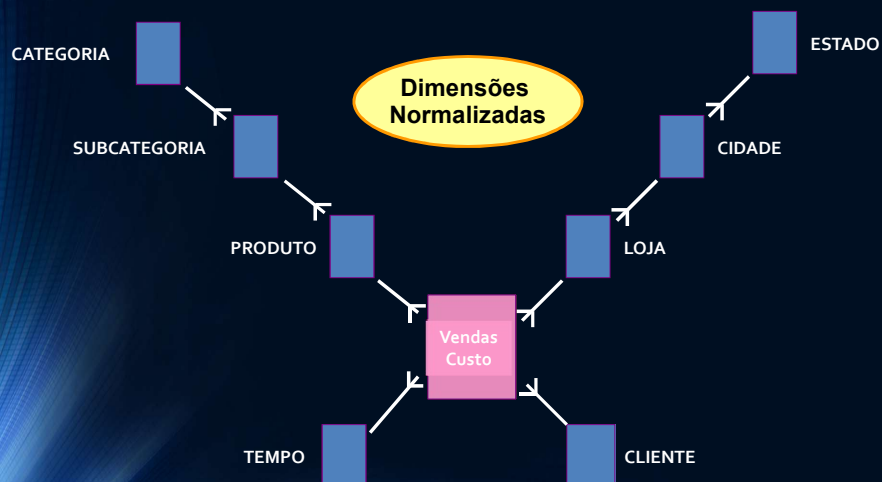 ESTADO
CATEGORIA
Dimensões
Normalizadas
SUBCATEGORIA
CIDADE
PRODUTO
LOJA
Vendas
Custo
TEMPO
CLIENTE